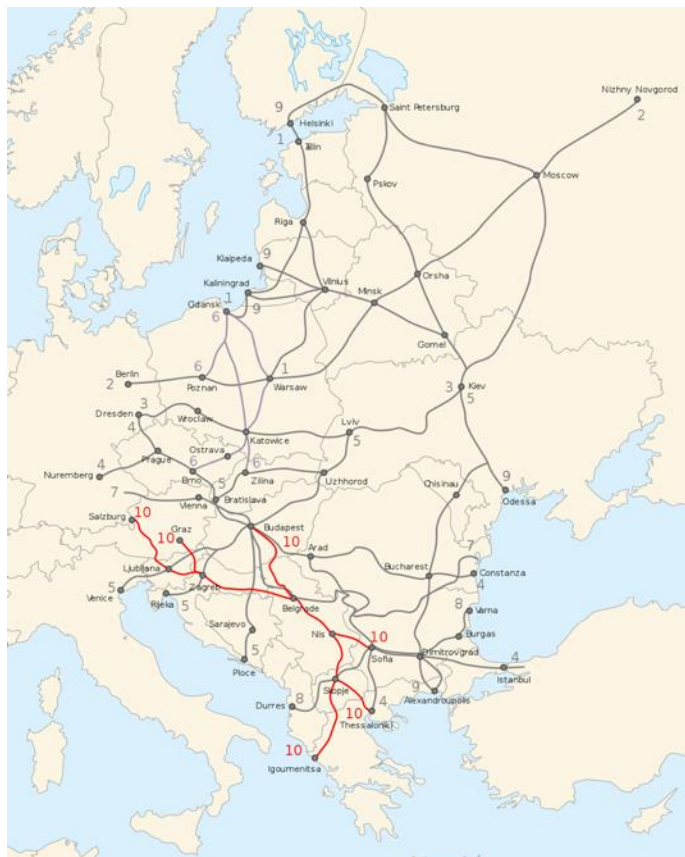 Nizhny Novgorod
2
9
Saint Petersburg
Helsinki
1
Moscow
Pskov
Riga
Klaipeda
9
Kaliningrad
Vilnius
Minsk
Orsha
Gdansk
1
9
6
Gomel
Berlin
2
6
Poznan
1
Warsaw
3
Kiev
5
Dresden
3
4
Wroclaw
Lviv
5
Katowice
Prague
Ostrava
4
Nuremberg
6
Brno
5
6
Zilina
Uzhhorod
Chisinau
9
Odessa
7
Vienna
Bratislava
Salzburg
10
Graz
10
Budapest
10
Arad
7
Ljubljana
Zagreb
Bucharest
Constanza
4
5
Venice
Rijeka
5
Belgrade
8
Varna
Sarajevo
Nis
10
Burgas
5
Ploce
Sofia
Dimitrovgrad
4
Istanbul
Skopje
9
Alexandroupolis
Durres
8
10
4
Thessaloniki
10
Igoumenitsa